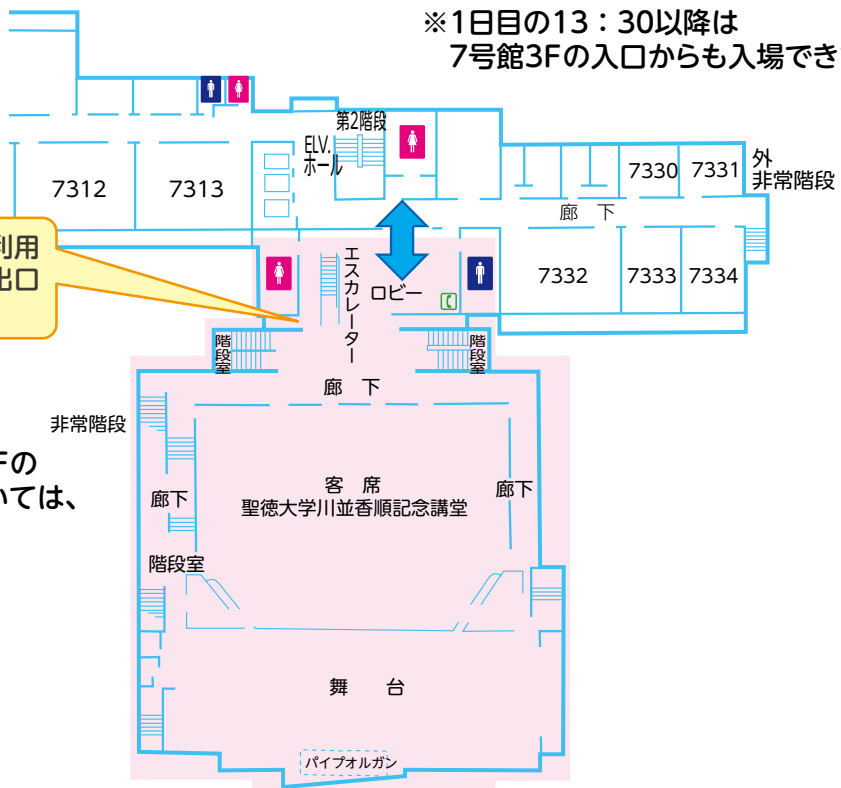 ※1日目の13：30以降は
7号館3Fの入口からも入場でき
第2階段
ELV.
ホール
7312
7313
7330
7331
外
非常階段
廊　下
利用
出口
エスカレーター
ロビー
7332
7333
7334
階段室
階段室
廊　下
非常階段
Fの
いては、
客　席
聖徳大学川並香順記念講堂
廊下
廊下
階段室
舞　台
パイプオルガン